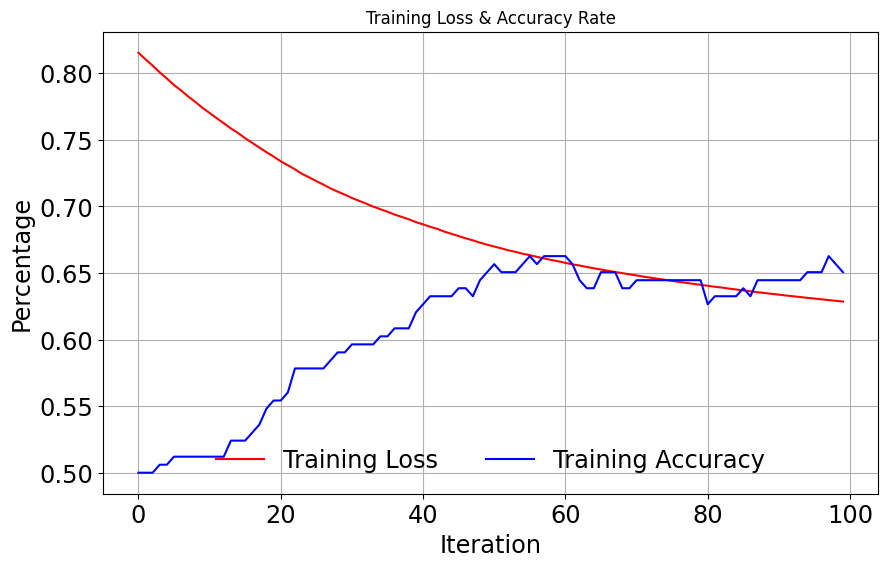 Training Loss & Accuracy Rate
0.80
0.75
0.70
0.65
0.60
0.55
0.50
Percentage
Training Loss
Training Accuracy
0
20
40
60
80
100
Iteration